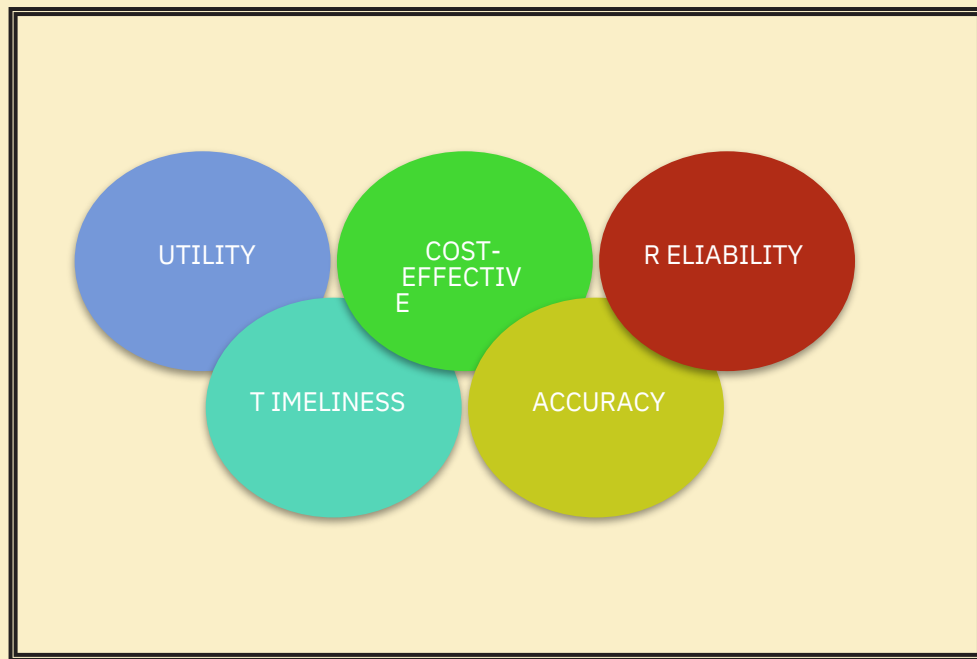 UTILITY
COST-
EFFECTIV
E
R ELIABILITY
T IMELINESS
ACCURACY